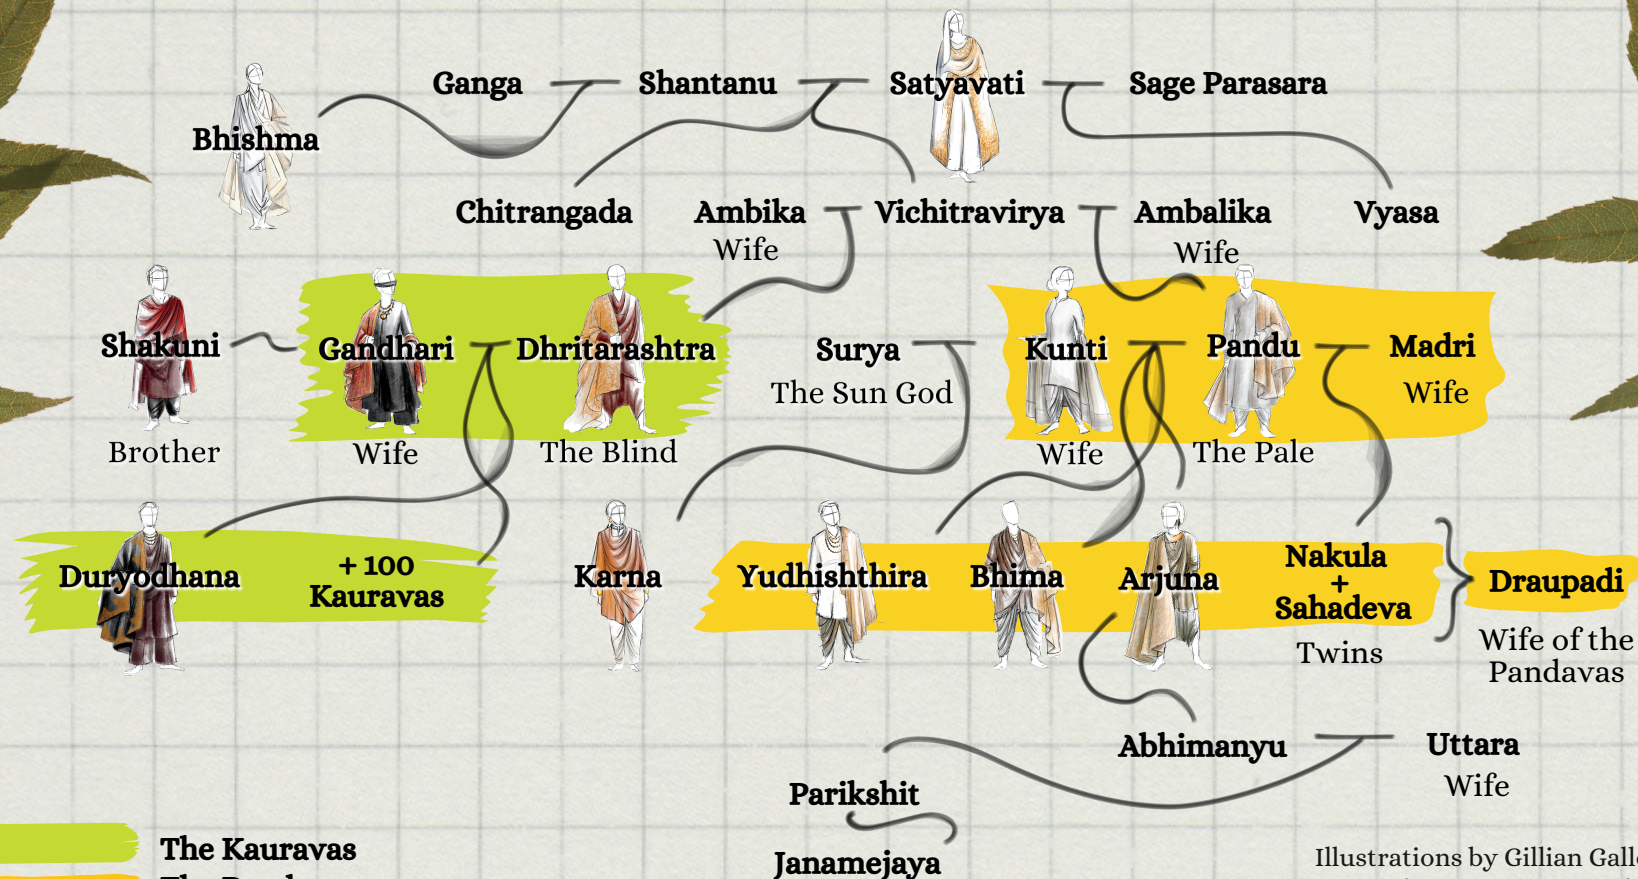 Ganga
Shantanu
Satyavati
Sage Parasara
Bhishma
Chitrangada
Ambika
Wife
Vichitravirya
Ambalika
Wife
Vyasa
Shakuni
Brother
Gandhari
Wife
Dhritarashtra
The Blind
Surya
The Sun God
Kunti
Wife
Pandu
The Pale
Madri
Wife
Duryodhana
+ 100
Kauravas
Karna
Yudhishthira
Bhima
Arjuna
Nakula
+
Sahadeva
Twins
Draupadi
Wife of the
Pandavas
Abhimanyu
Uttara
Wife
Parikshit
Janamejaya
The Kauravas
The
Illustrations by Gillian